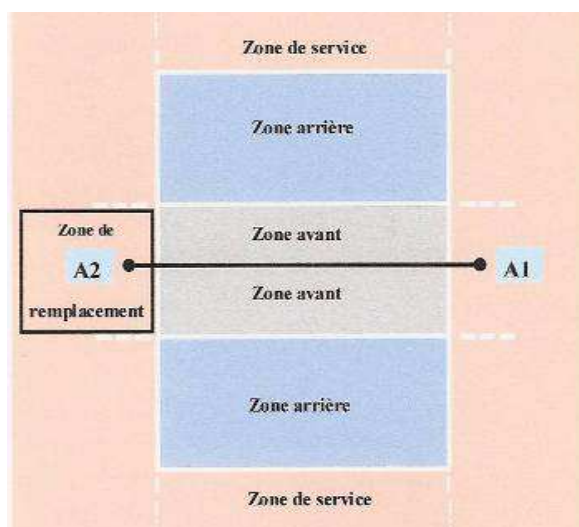 Zone de service
Zone arrière
Zone de
Zone avant
A2
A1
Zone avant
remplacement
Zone arrière
Zone de service